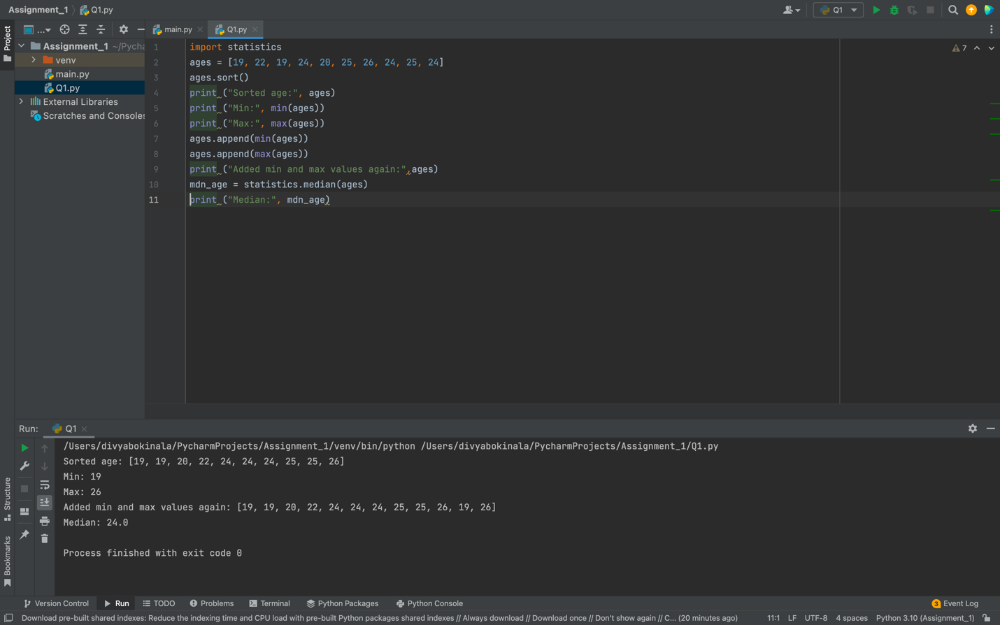 Assignment_1 Q1.py
Q1
Project
...
main.py
Q1.py
Assignment_1 ~/Pycha
venv
main.py
Q1.py
External Libraries
Scratches and Consoles
7
1 import statistics
2 ages = [19, 22, 19, 24, 20, 25, 26, 24, 25, 24]
3 ages.sort()
4 print ("Sorted age:", ages)
5 print ("Min:", min(ages))
6 print ("Max:", max(ages))
7 ages.append(min(ages))
8 ages.append(max(ages))
9 print ("Added min and max values again:",ages)
10 mdn_age = statistics.median(ages)
11 print ("Median:", mdn_age)
Run: Q1
/Users/divyabokinala/PycharmProjects/Assignment_1/venv/bin/python /Users/divyabokinala/PycharmProjects/Assignment_1/Q1.py
Sorted age: [19, 19, 20, 22, 24, 24, 24, 25, 25, 26]
Min: 19
Max: 26
Added min and max values again: [19, 19, 20, 22, 24, 24, 24, 25, 25, 26, 19, 26]
Median: 24.0
Process finished with exit code 0
Structure
Bookmarks
Version Control Run TODO Problems Terminal Python Packages Python Console 3 Event Log
Download pre-built shared indexes: Reduce the indexing time and CPU load with pre-built Python packages shared indexes // Always download // Download once // Don't show again // C... (20 minutes ago) 11:1 LF UTF-8 4 spaces Python 3.10 (Assignment_1)